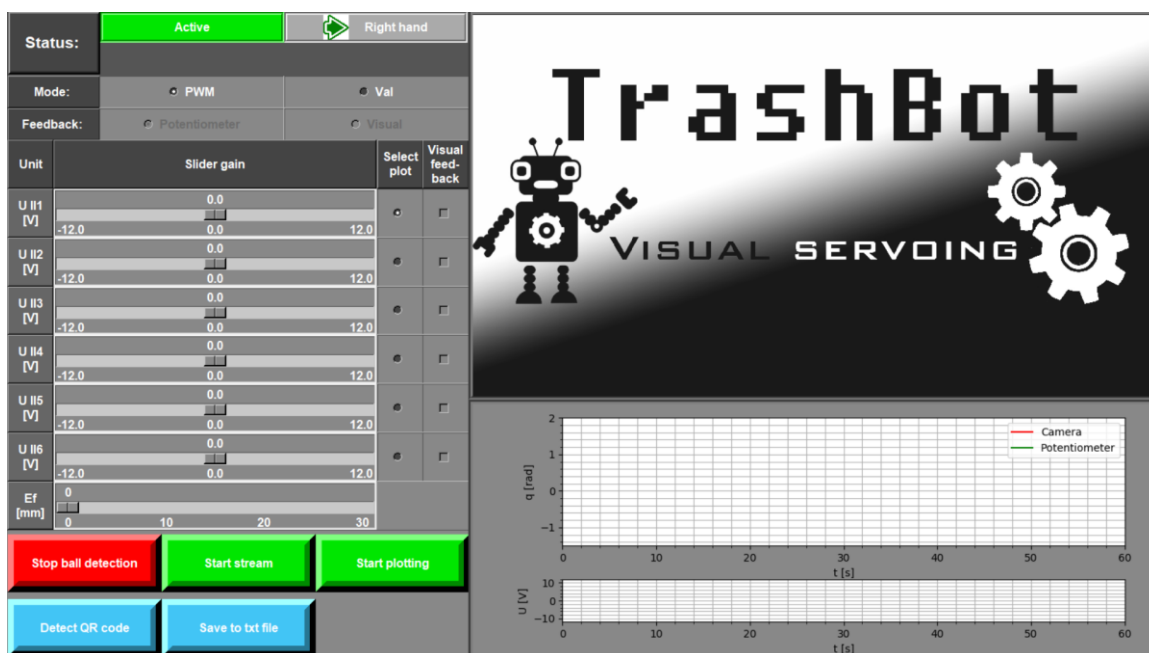 Status:
Active
Right hand
Mode:
PWM
Val
Feedback:
Potentiometer
Visual
Unit
Slider gain
Select
plot
Visual
feed-
back
U II1
[V]
0.0
-12.0 0.0 12.0
U II2
[V]
0.0
-12.0 0.0 12.0
U II3
[V]
0.0
-12.0 0.0 12.0
U II4
[V]
0.0
-12.0 0.0 12.0
U II5
[V]
0.0
-12.0 0.0 12.0
U II6
[V]
0.0
-12.0 0.0 12.0
Ef
[mm]
0
0 10 20 30
Stop ball detection
Start stream
Start plotting
Detect QR code
Save to txt file
TrashBot
VISUAL SERVOING
Camera
Potentiometer
q [rad]
2
1
0
−1
0 10 20 30 40 50 60
t [s]
U [V]
10
0
−10
0 10 20 30 40 50 60
t [s]